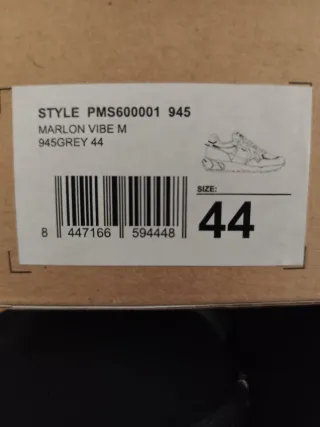 STYLE PMS600001 945
MARLON VIBE M
945GREY 44
SIZE:
44
8 447166 594448